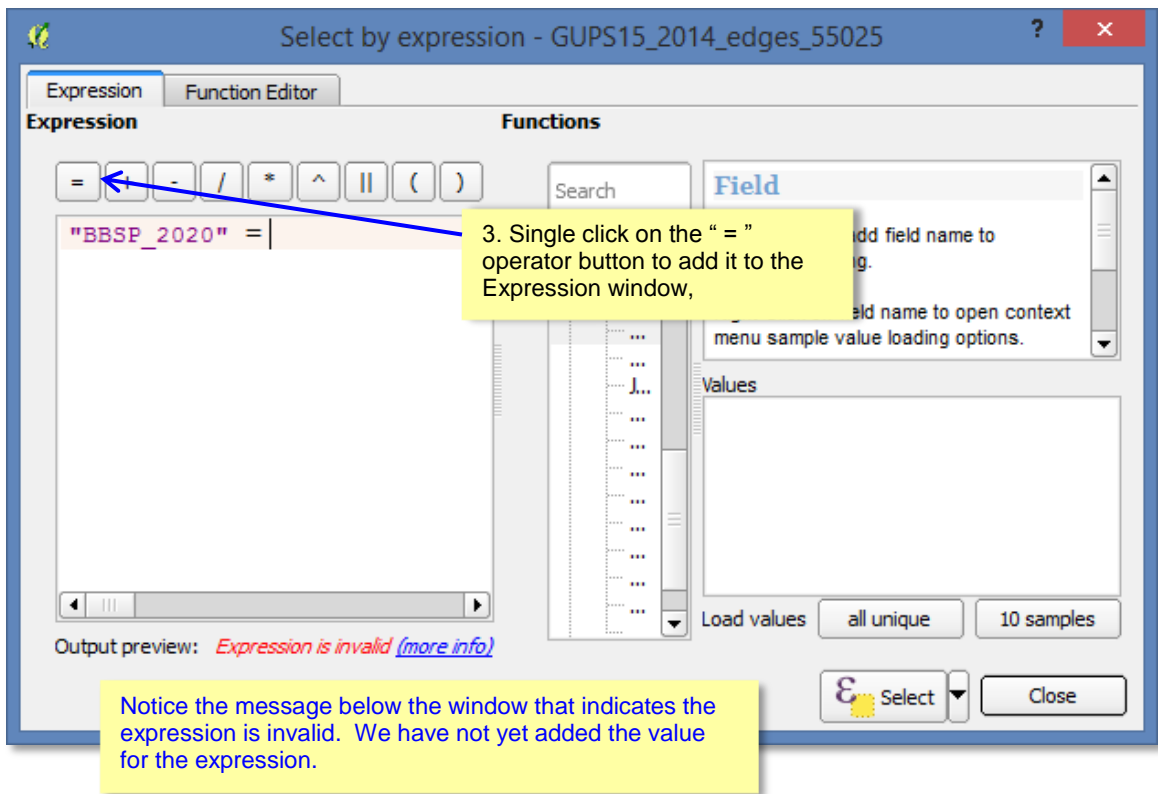 Select by expression - GUPS15_2014_edges_55025
? ×
Expression Function Editor
Expression
Functions
= + - / * ^ || ( )
Search
Field
"BBSP_2020" =
3. Single click on the “ = ”
operator button to add it to the
Expression window,
add field name to
eld name to open context
menu sample value loading options.
...
...
J...
...
...
...
...
...
...
...
...
Values
Load values all unique 10 samples
Output preview: Expression is invalid (more info)
Select Close
Notice the message below the window that indicates the
expression is invalid.  We have not yet added the value
for the expression.